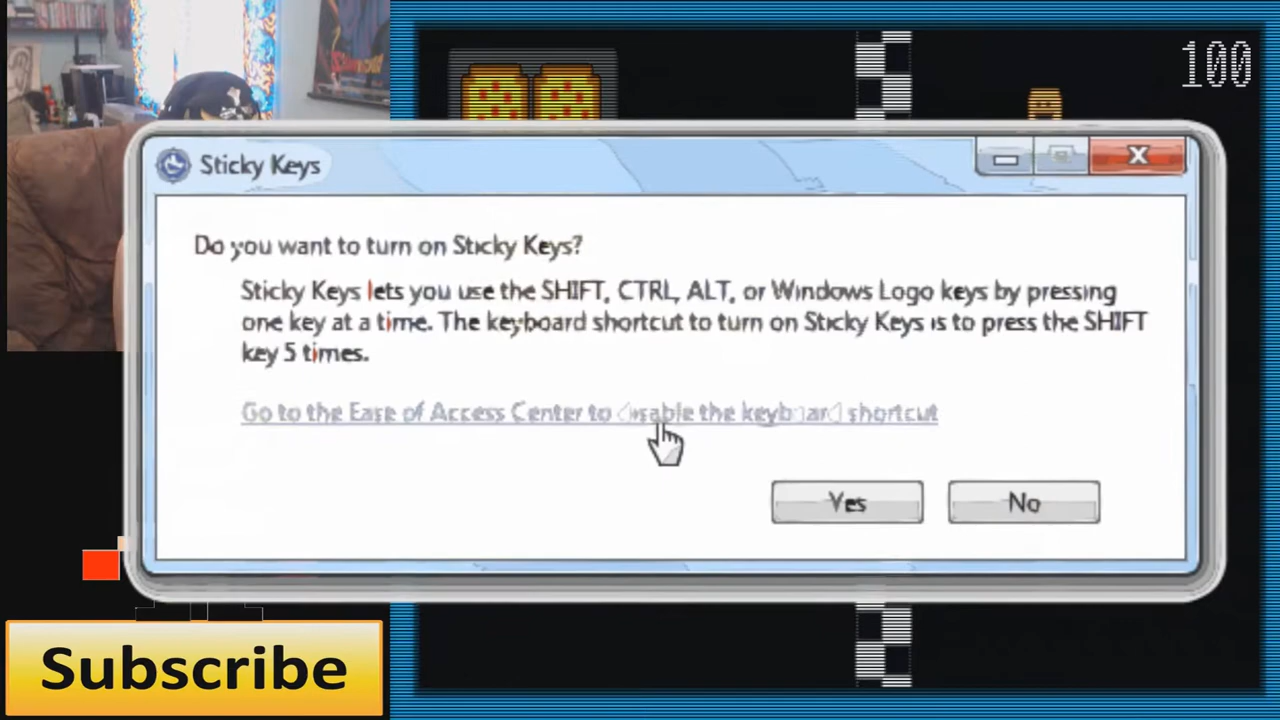 100
Sticky Keys
Do you want to turn on Sticky Keys?
Sticky Keys lets you use the SHIFT, CTRL, ALT, or Windows Logo keys by pressing
one key at a time. The keyboard shortcut to turn on Sticky Keys is to press the SHIFT
key 5 times.
Go to the Ease of Access Center to disable the keyboard shortcut
Yes
No
Subscribe